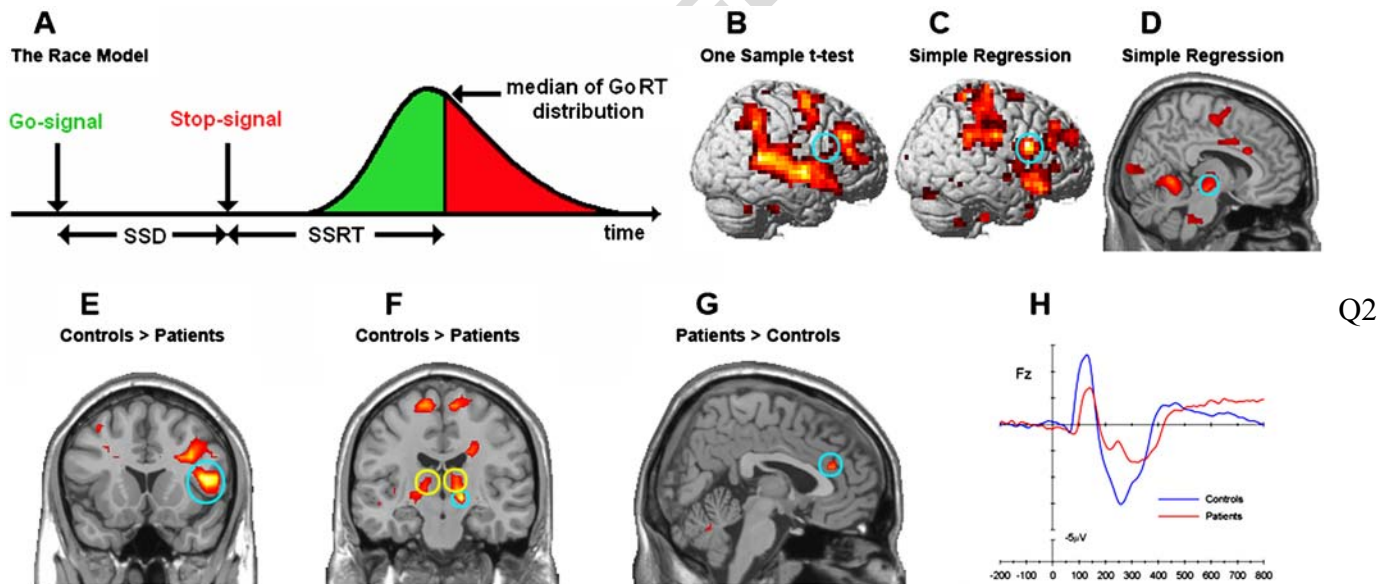 A
The Race Model
Go-signal
Stop-signal
median of Go RT
distribution
SSD
SSRT
time
B
One Sample t-test
C
Simple Regression
D
Simple Regression
E
Controls > Patients
F
Controls > Patients
G
Patients > Controls
H
Fz
Controls
Patients
-5µV
-200 -100 0 100 200 300 400 500 600 700 800
Q2